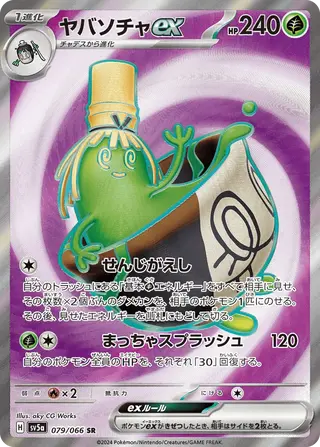 1進化
ヤバソチャex
HP240
チャデスから進化
せんじがえし
自分のトラッシュにある「基本エネルギー」をすべて相手に見せ、
その枚数×2個ぶんのダメカンを、相手のポケモン1匹にのせる。
その後、見せたエネルギーを山札にもどして切る。
まっちゃスプラッシュ 120
自分のポケモン全員のHPを、それぞれ「30」回復する。
弱点 ×2 抵抗力 にげる
Illus. aky CG Works
exルール
H sv5a 079/066 SR
ポケモンexがきぜつしたとき、相手はサイドを2枚とる。
©2024 Pokémon/Nintendo/Creatures/GAME FREAK.